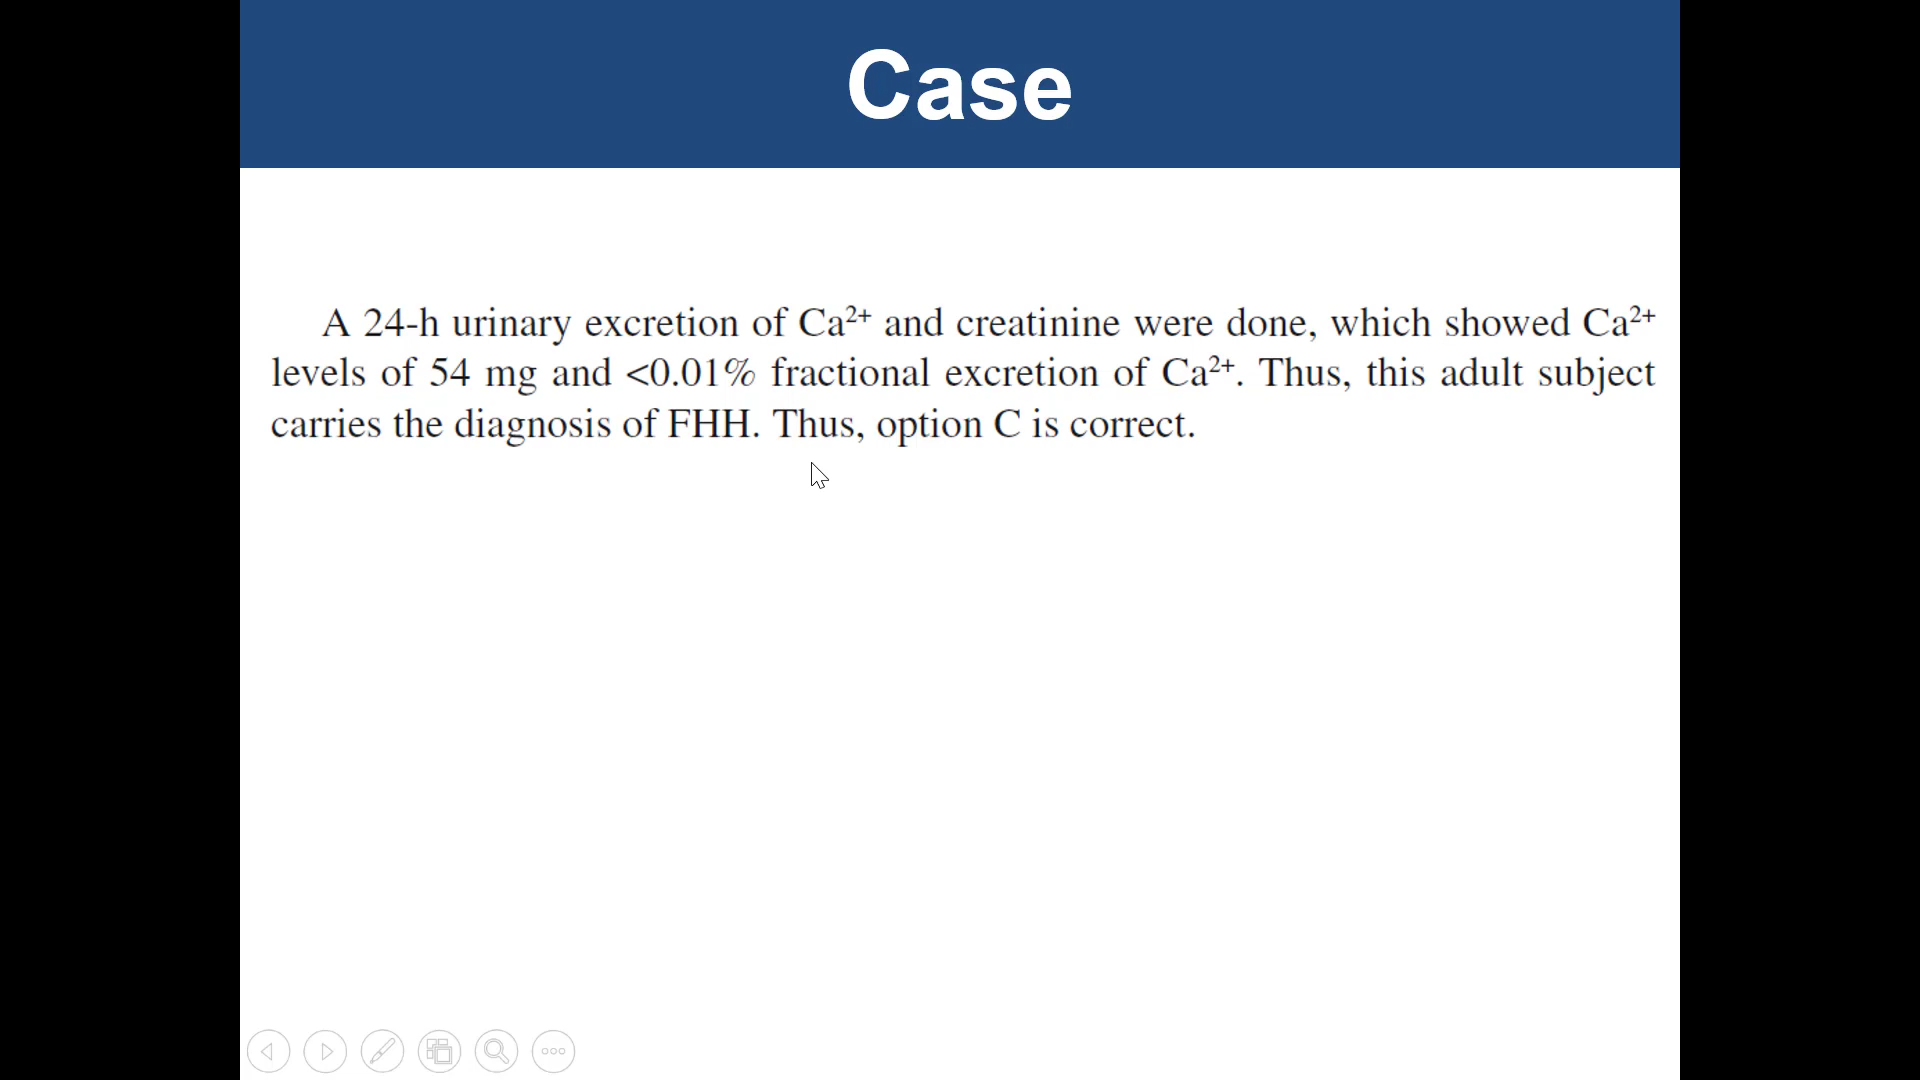 Case
A 24-h urinary excretion of Ca²⁺ and creatinine were done, which showed Ca²⁺
levels of 54 mg and <0.01% fractional excretion of Ca²⁺. Thus, this adult subject
carries the diagnosis of FHH. Thus, option C is correct.